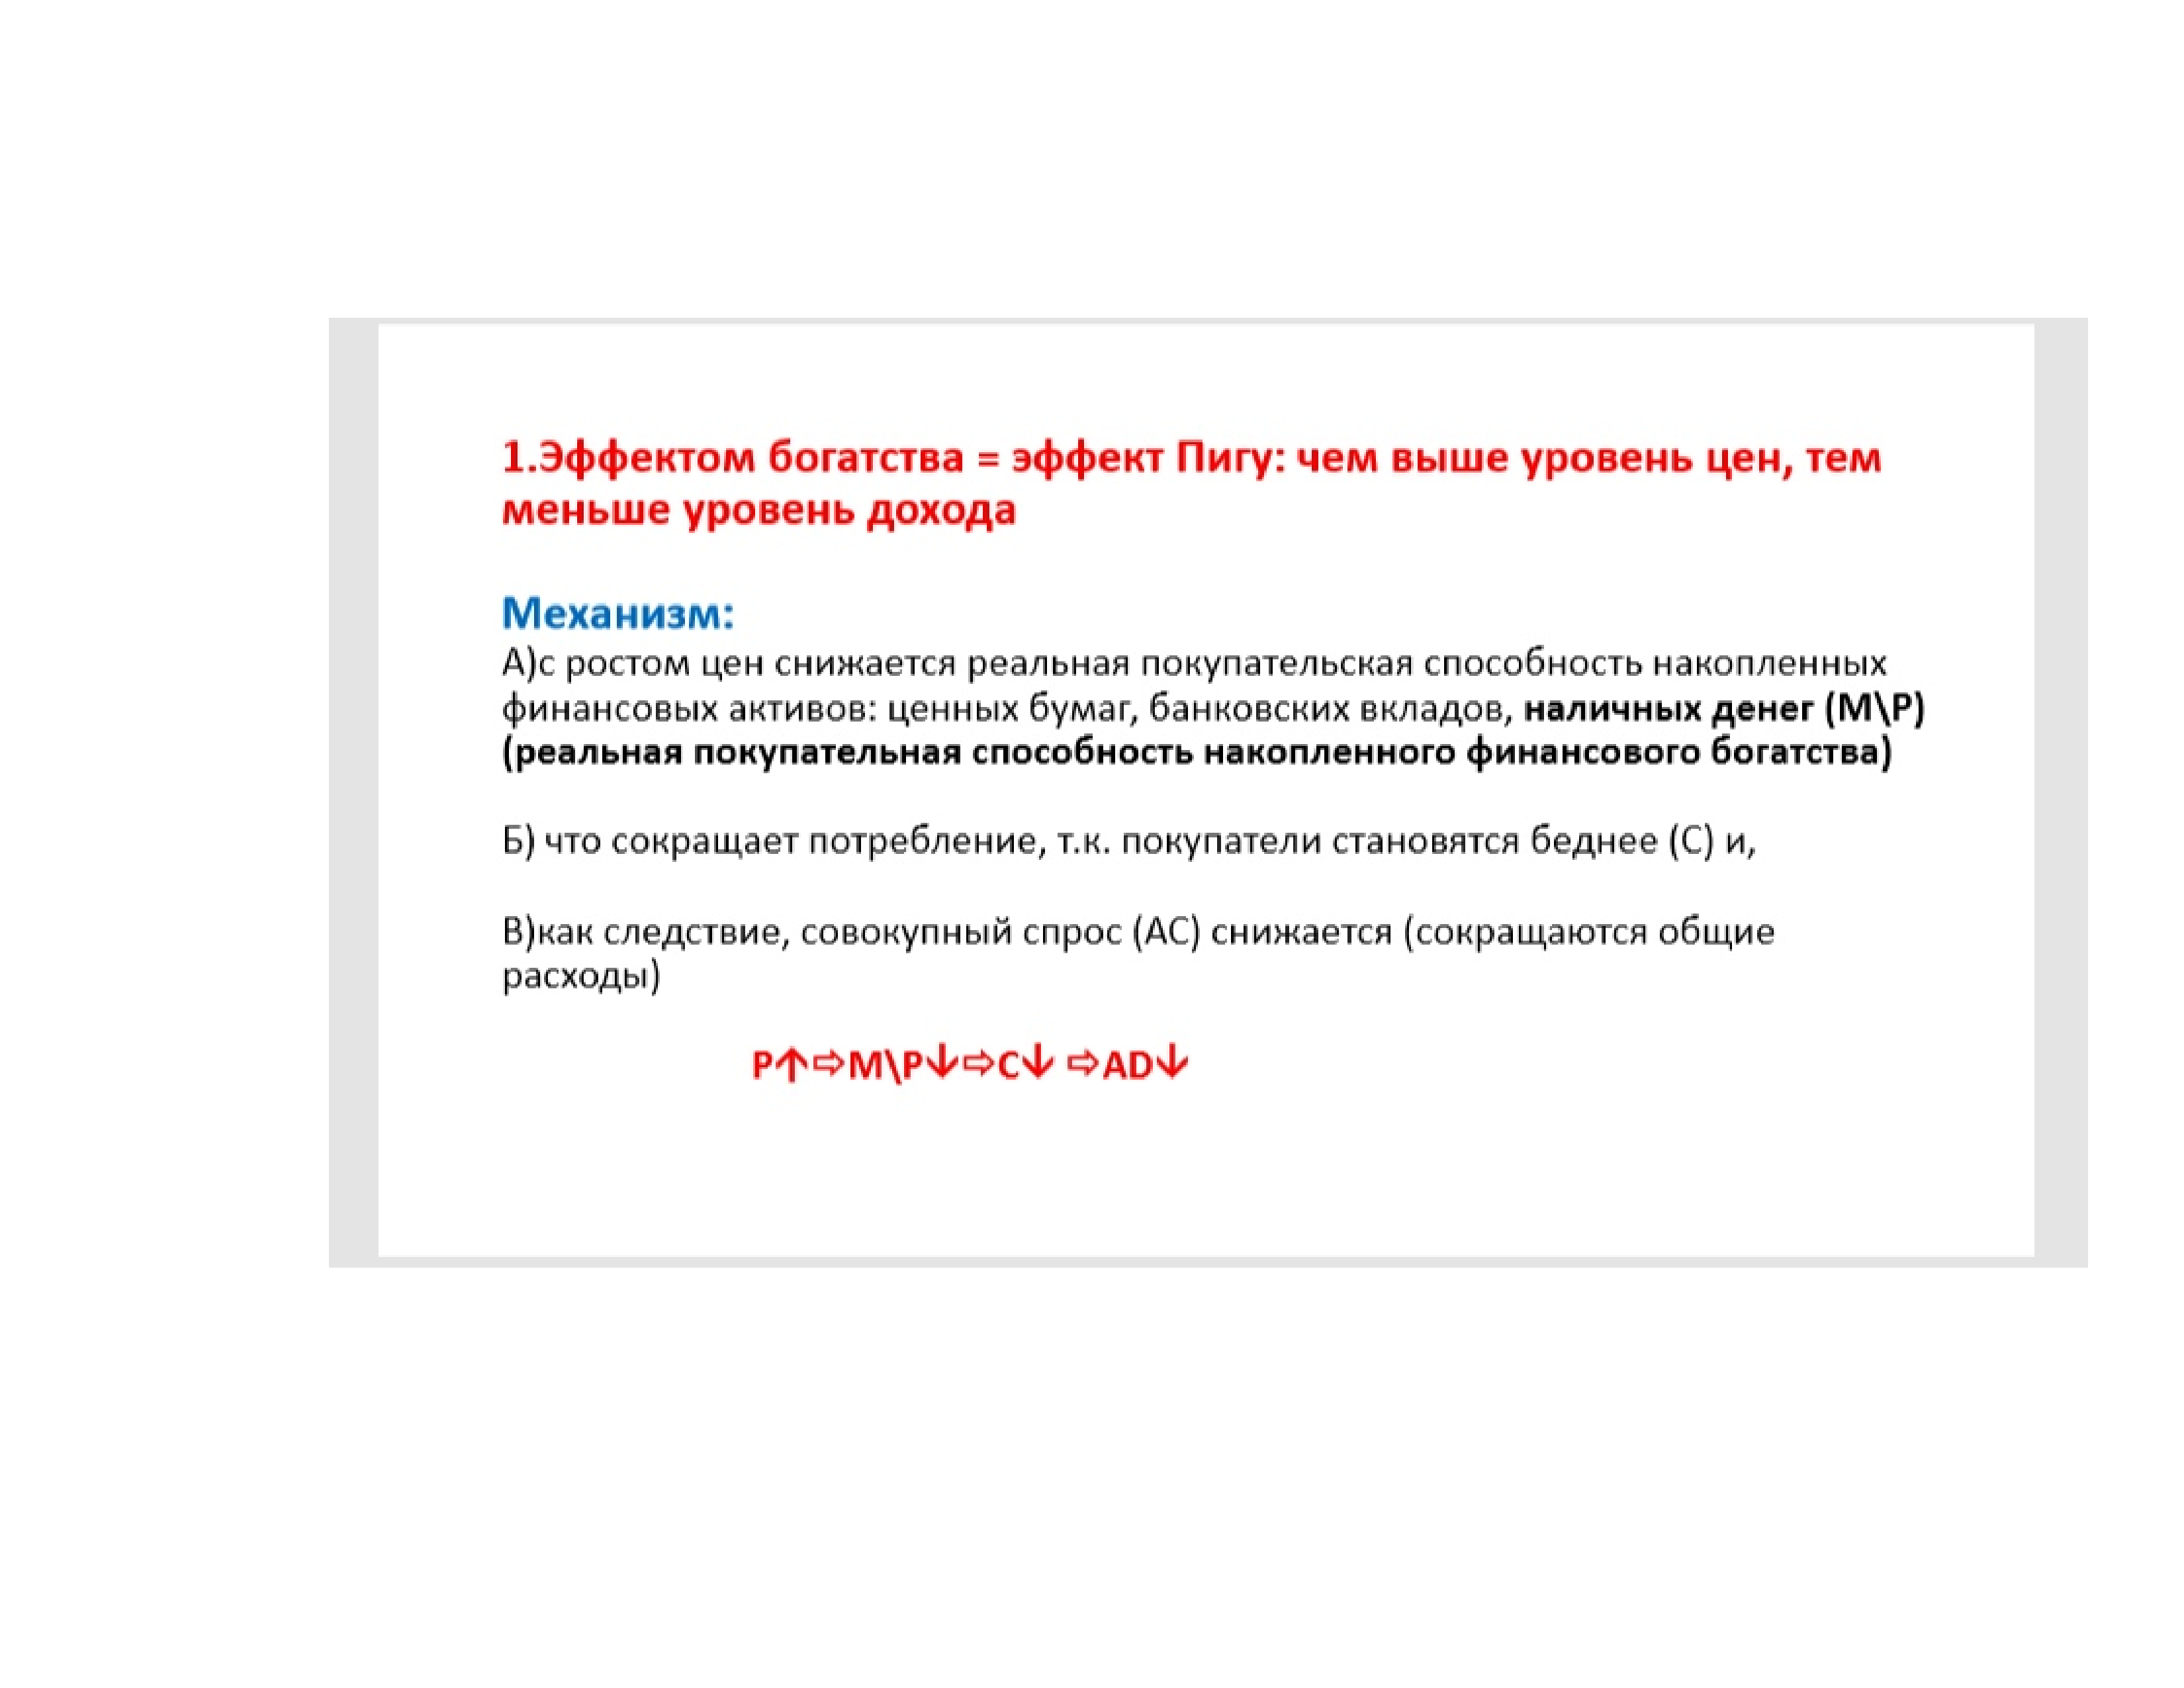 1.Эффектом богатства = эффект Пигу: чем выше уровень цен, тем
меньше уровень дохода
Механизм:
А)с ростом цен снижается реальная покупательская способность накопленных
финансовых активов: ценных бумаг, банковских вкладов, наличных денег (М\Р)
(реальная покупательная способность накопленного финансового богатства)
Б) что сокращает потребление, т.к. покупатели становятся беднее (С) и,
В)как следствие, совокупный спрос (АС) снижается (сокращаются общие
расходы)
P↑⇨M\P↓⇨C↓ ⇨AD↓